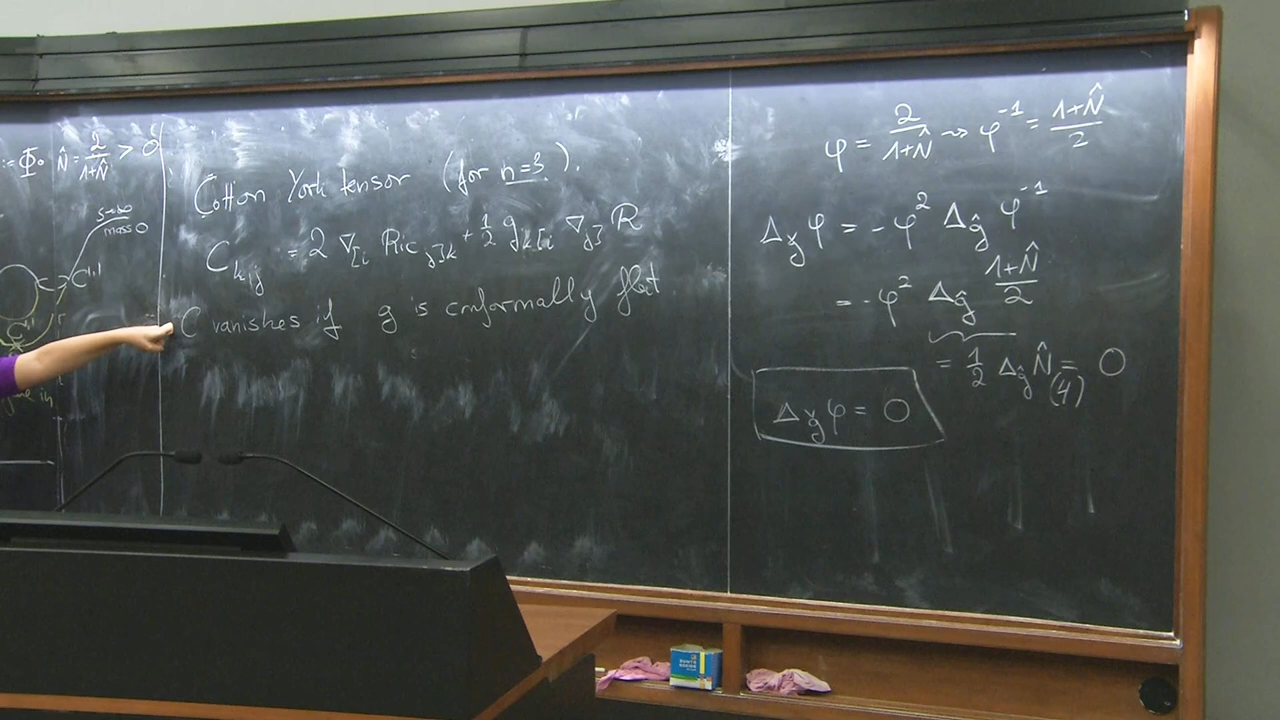 := Φ∘ N̂ = 2/(1+N̂) > 0
mass 0
C^{1,1}
C^{1,1}
Cotton York tensor (for n=3).
C_{kij} = 2 ∇_{[i} Ric_{j]k} + 1/2 g_{k[i} ∇_{j]} R
C vanishes if g is conformally flat
φ = 2/(1+N̂) ⇝ φ^{-1} = (1+N̂)/2
Δ_g φ = -φ² Δ_ĝ φ^{-1}
= -φ² Δ_ĝ (1+N̂)/2
= 1/2 Δ_ĝ N̂ = 0
(4)
Δ_g φ = 0